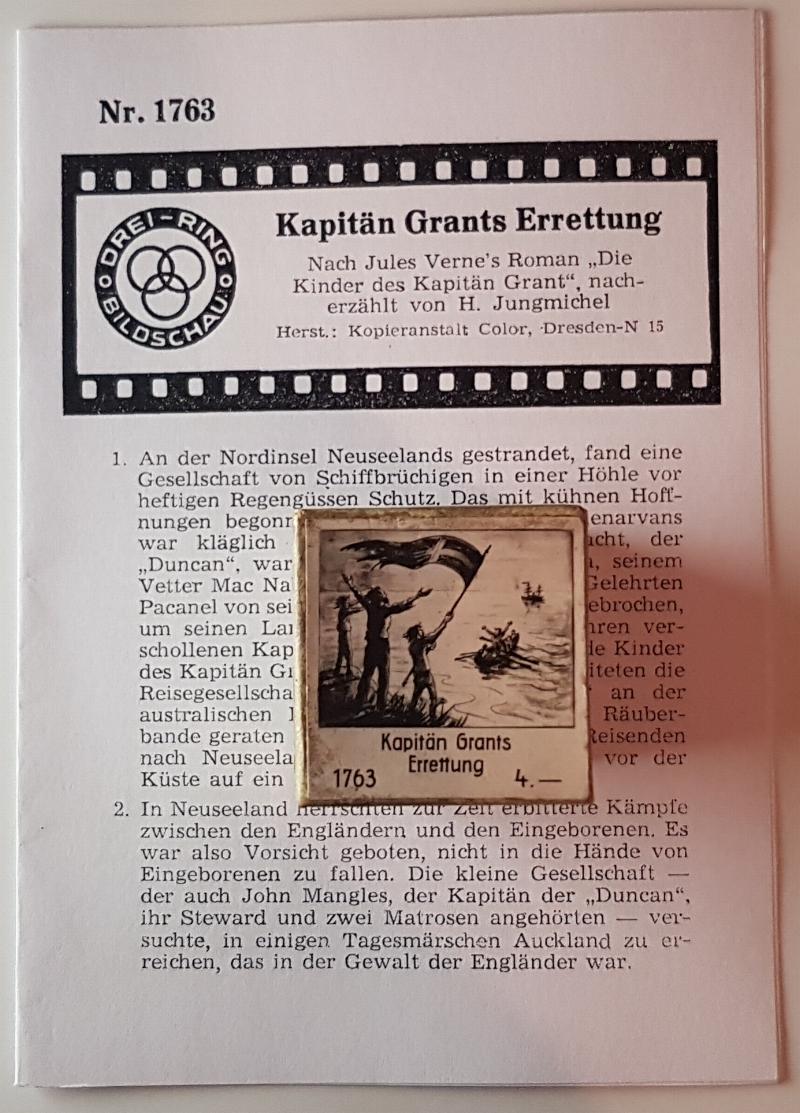 Nr. 1763
DREI-RING
BILDSCHAU
Kapitän Grants Errettung
Nach Jules Verne's Roman „Die
Kinder des Kapitän Grant“, nach-
erzählt von H. Jungmichel
Herst.: Kopieranstalt Color, Dresden-N 15
1. An der Nordinsel Neuseelands gestrandet, fand eine
Gesellschaft von Schiffbrüchigen in einer Höhle vor
heftigen Regengüssen Schutz. Das mit kühnen Hoff-
nungen begonn enarvans
war kläglich acht, der
„Duncan“, war seinem
Vetter Mac Na Gelehrten
Pacanel von sei ebrochen,
um seinen Lan hren ver-
schollenen Kap Kinder
des Kapitän Gr iteten die
Reisegesellscha an der
australischen Räuber-
bande geraten Reisenden
nach Neuseela vor der
Küste auf ein
Kapitän Grants
Errettung
1763 4.—
2. In Neuseeland herrschten zur Zeit erbitterte Kämpfe
zwischen den Engländern und den Eingeborenen. Es
war also Vorsicht geboten, nicht in die Hände von
Eingeborenen zu fallen. Die kleine Gesellschaft —
der auch John Mangles, der Kapitän der „Duncan“,
ihr Steward und zwei Matrosen angehörten — ver-
suchte, in einigen Tagesmärschen Auckland zu er-
reichen, das in der Gewalt der Engländer war.